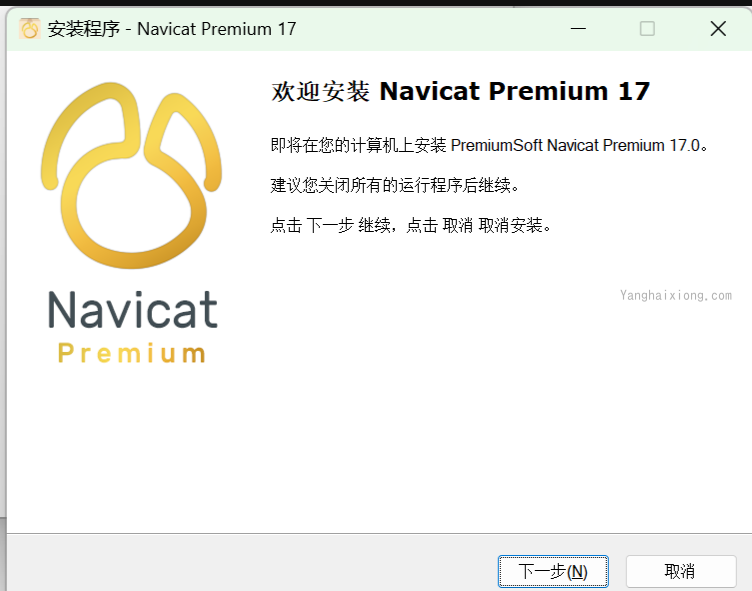 安装程序 - Navicat Premium 17
欢迎安装 Navicat Premium 17
即将在您的计算机上安装 PremiumSoft Navicat Premium 17.0。
建议您关闭所有的运行程序后继续。
点击 下一步 继续，点击 取消 取消安装。
Yanghaixiong.com
Navicat
Premium
下一步(N)
取消